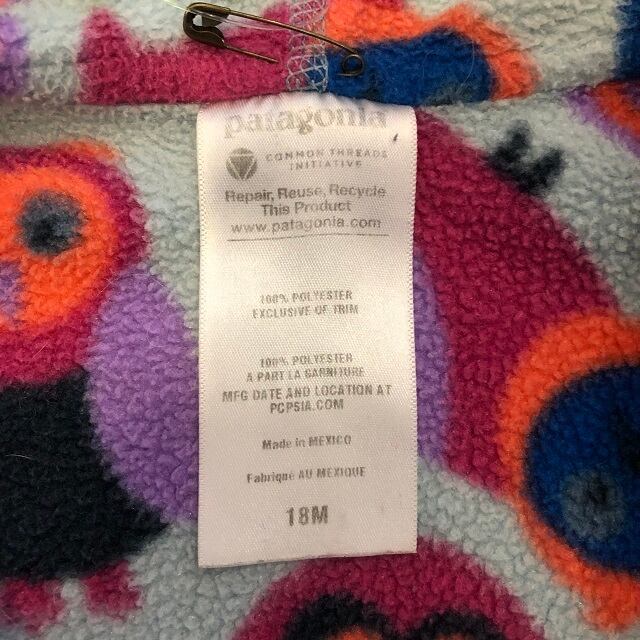 patagonia
COMMON THREADS
INITIATIVE
Repair, Reuse, Recycle
This Product
www.patagonia.com
100% POLYESTER
EXCLUSIVE OF TRIM
100% POLYESTER
À PART LA GARNITURE
MFG DATE AND LOCATION AT
PCPSIA.COM
Made in MEXICO
Fabriqué AU MEXIQUE
18M